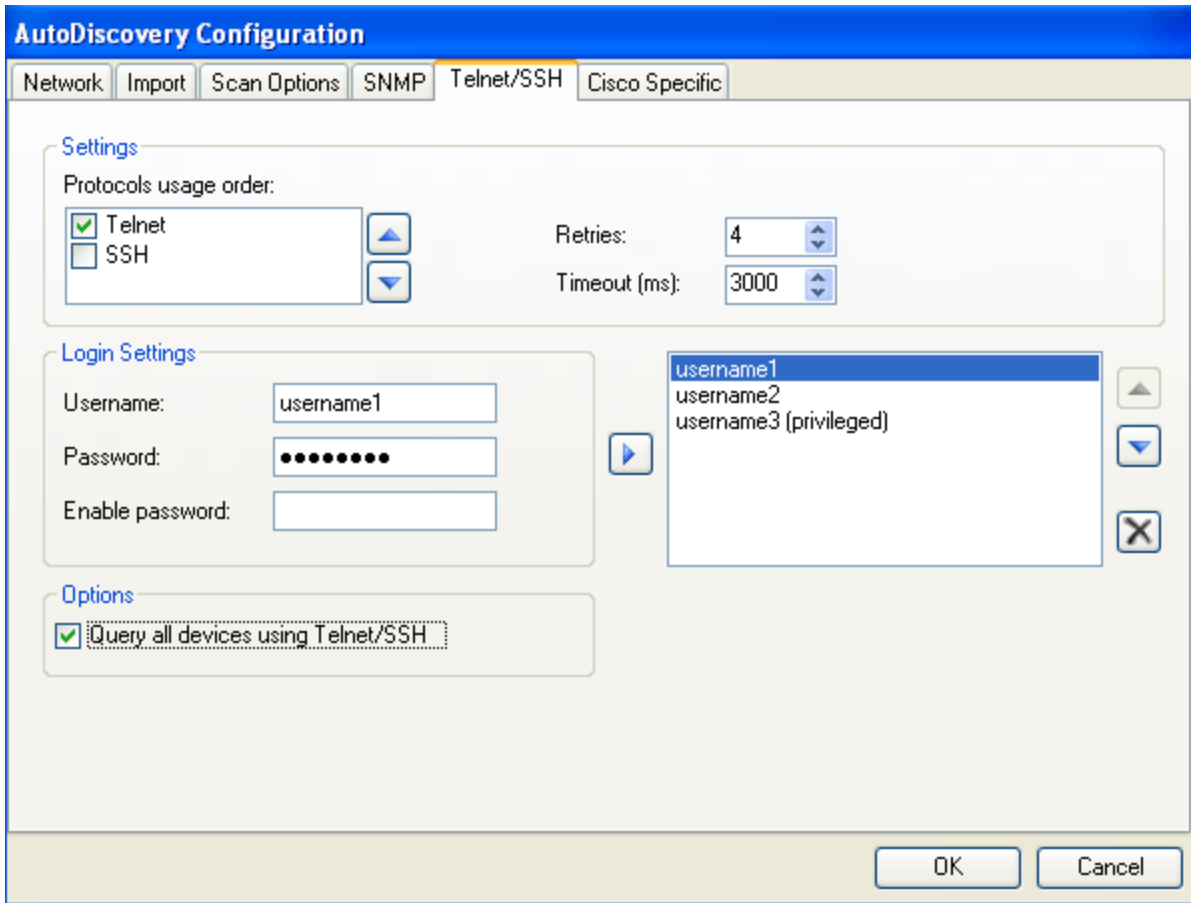 AutoDiscovery Configuration
Network Import Scan Options SNMP Telnet/SSH Cisco Specific
Settings
Protocols usage order:
Telnet
SSH
Retries: 4
Timeout (ms): 3000
Login Settings
Username: username1
Password: ●●●●●●●●
Enable password:
username1
username2
username3 (privileged)
Options
Query all devices using Telnet/SSH
OK Cancel